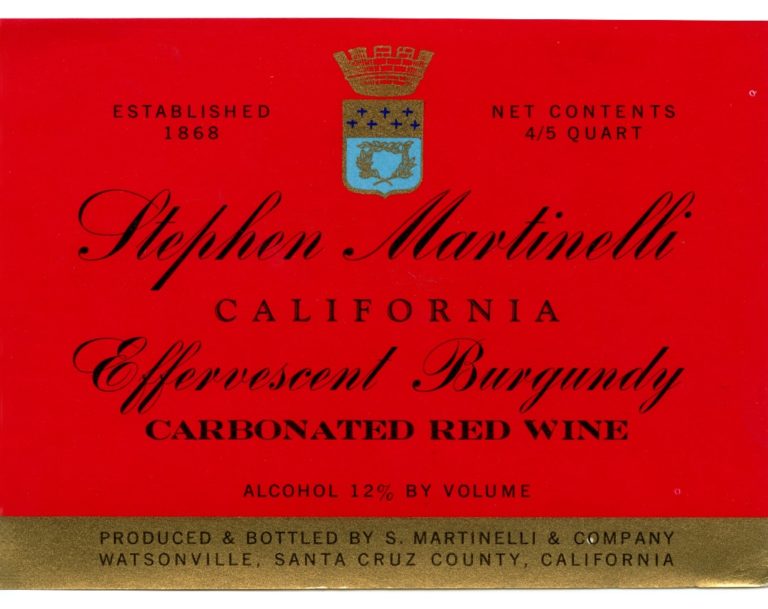 ESTABLISHED
1868
NET CONTENTS
4/5 QUART
Stephen Martinelli
CALIFORNIA
Effervescent Burgundy
CARBONATED RED WINE
ALCOHOL 12% BY VOLUME
PRODUCED & BOTTLED BY S. MARTINELLI & COMPANY
WATSONVILLE, SANTA CRUZ COUNTY, CALIFORNIA